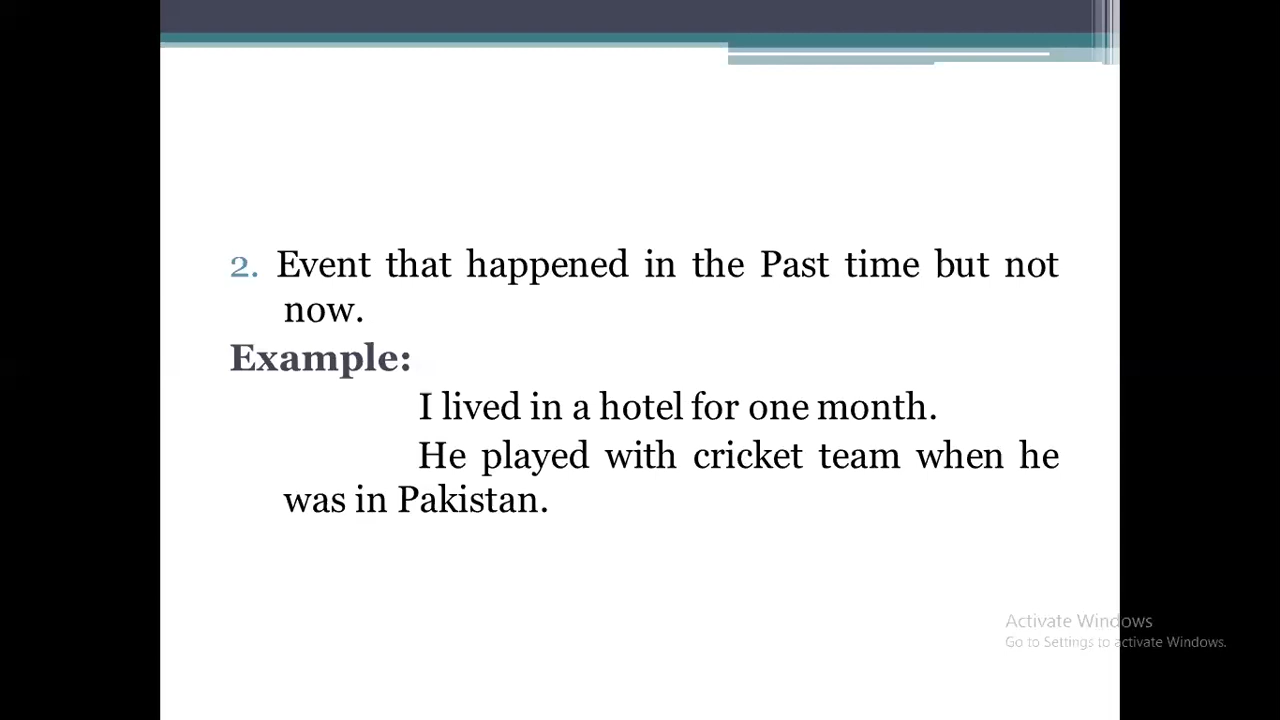 2. Event that happened in the Past time but not
now.
Example:
I lived in a hotel for one month.
He played with cricket team when he
was in Pakistan.
Activate Windows
Go to Settings to activate Windows.